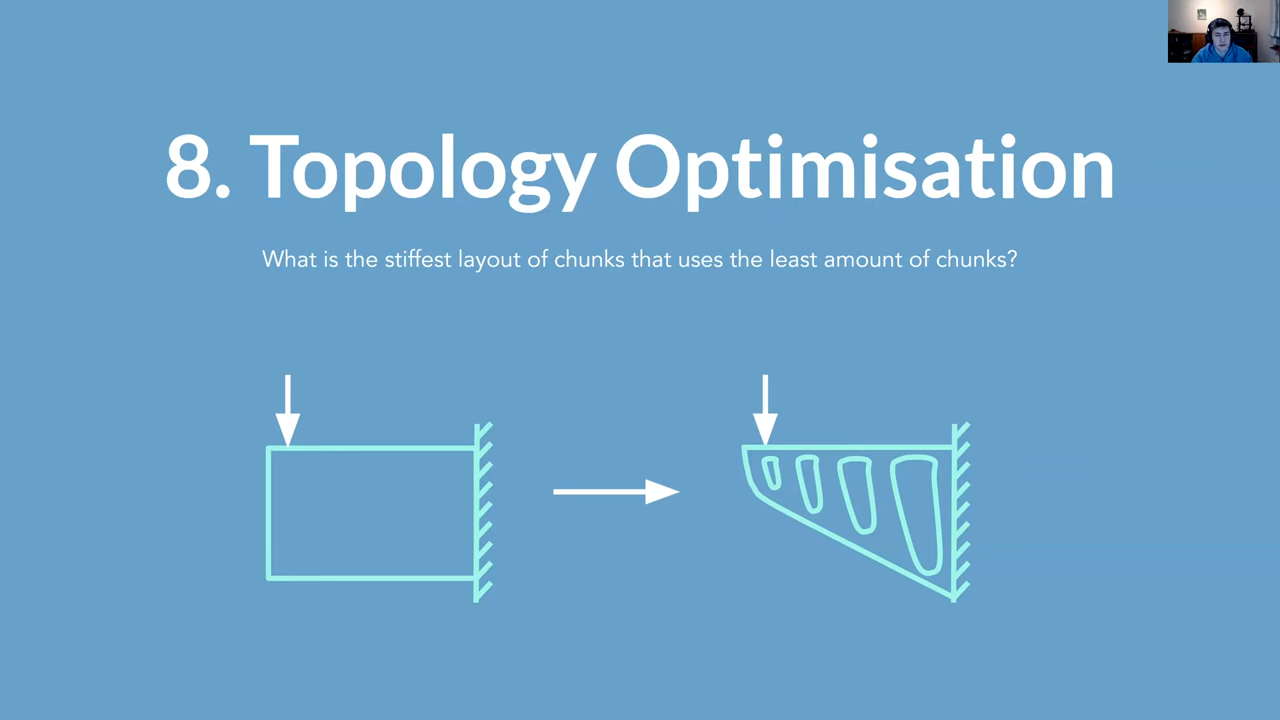 8. Topology Optimisation
What is the stiffest layout of chunks that uses the least amount of chunks?